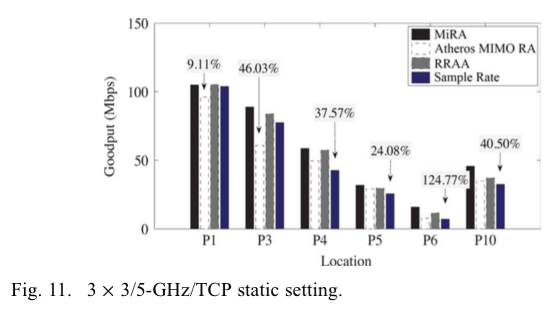 150
100
50
0
Goodput (Mbps)
MiRA
Atheros MIMO RA
RRAA
Sample Rate
9.11%
46.03%
37.57%
24.08%
124.77%
40.50%
P1 P3 P4 P5 P6 P10
Location
Fig. 11. 3 × 3/5-GHz/TCP static setting.